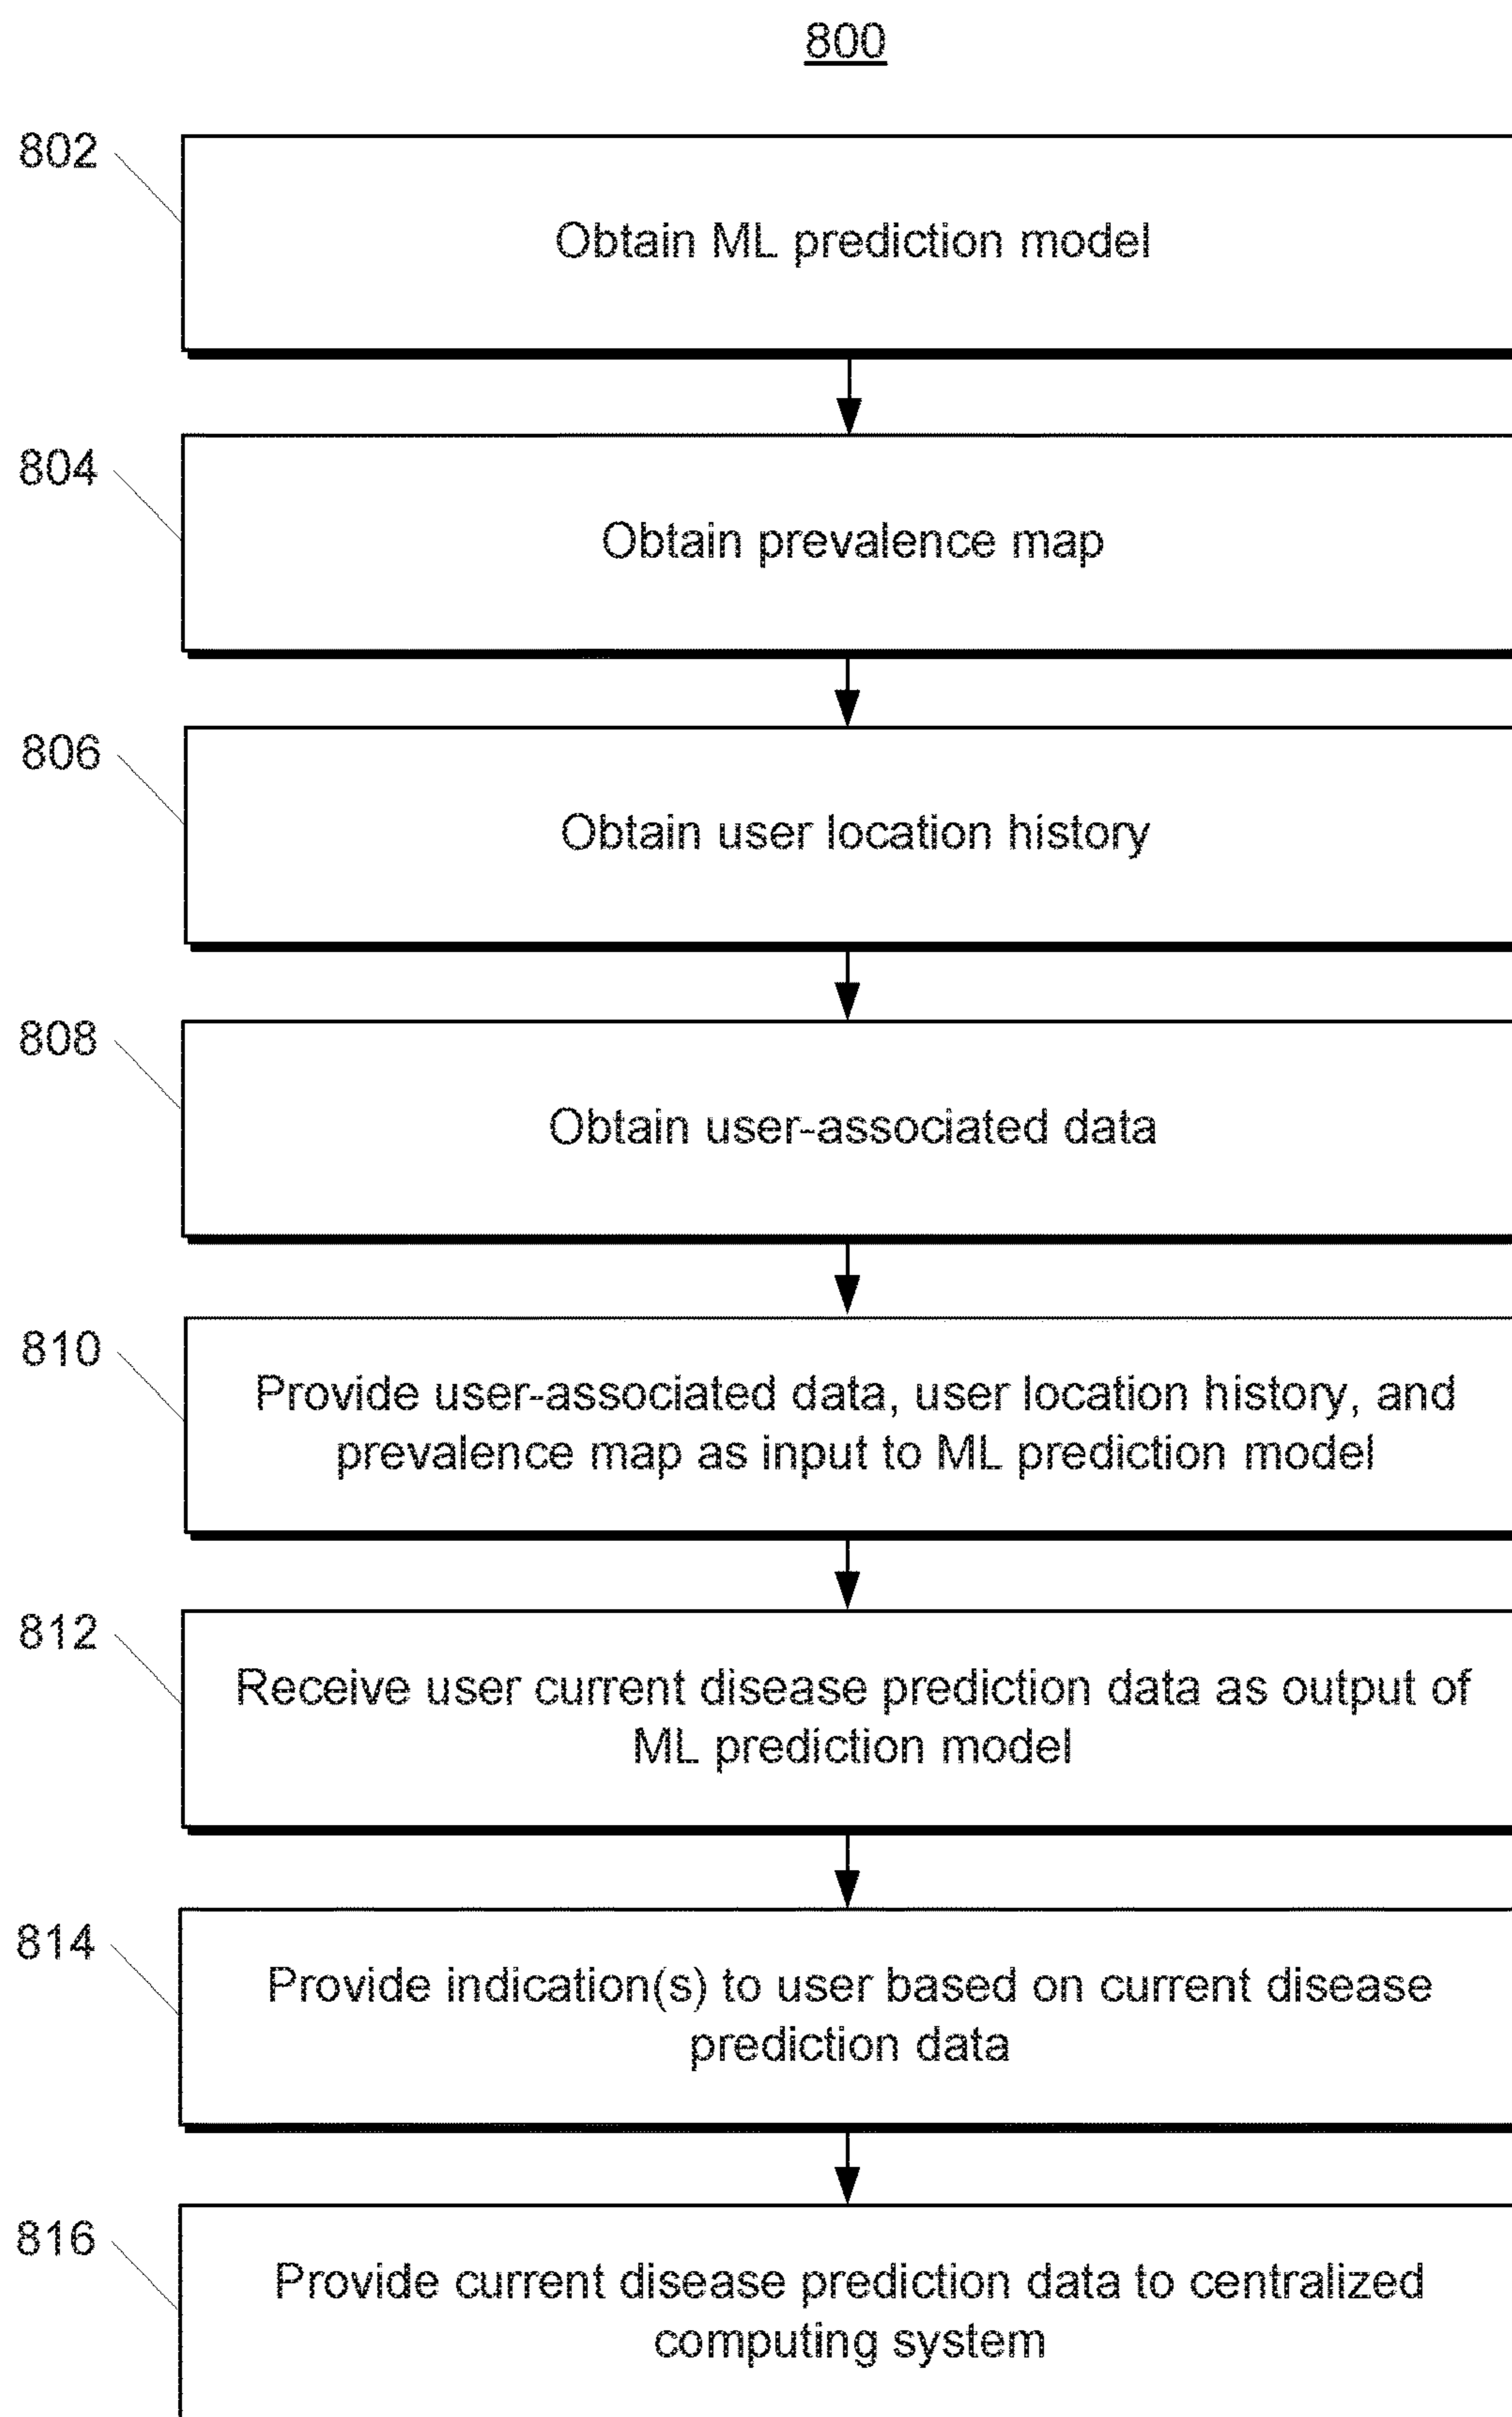 800
802
Obtain ML prediction model
804
Obtain prevalence map
806
Obtain user location history
808
Obtain user-associated data
810
Provide user-associated data, user location history, and
prevalence map as input to ML prediction model
812
Receive user current disease prediction data as output of
ML prediction model
814
Provide indication(s) to user based on current disease
prediction data
816
Provide current disease prediction data to centralized
computing system